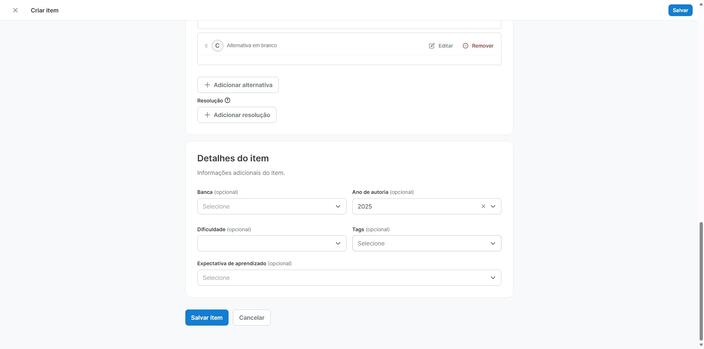 Criar item
Salvar
C Alternativa em branco Editar Remover
Adicionar alternativa
Resolução
Adicionar resolução
Detalhes do item
Informações adicionais do item.
Banca (opcional) Ano de autoria (opcional)
Selecione 2025
Dificuldade (opcional) Tags (opcional)
Selecione
Expectativa de aprendizado (opcional)
Selecione
Salvar item Cancelar